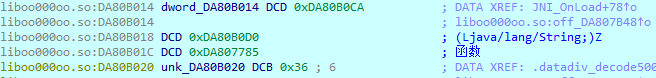 liboo000oo.so:DA80B014 dword_DA80B014 DCD 0xDA80B0CA ; DATA XREF: JNI_OnLoad+78↑o
liboo000oo.so:DA80B014 ; liboo000oo.so:off_DA807B48↑o
liboo000oo.so:DA80B018 DCD 0xDA80B0D0 ; (Ljava/lang/String;)Z
liboo000oo.so:DA80B01C DCD 0xDA807785 ; 函数
liboo000oo.so:DA80B020 unk_DA80B020 DCB 0x36 ; 6 ; DATA XREF: .datadiv_decode500